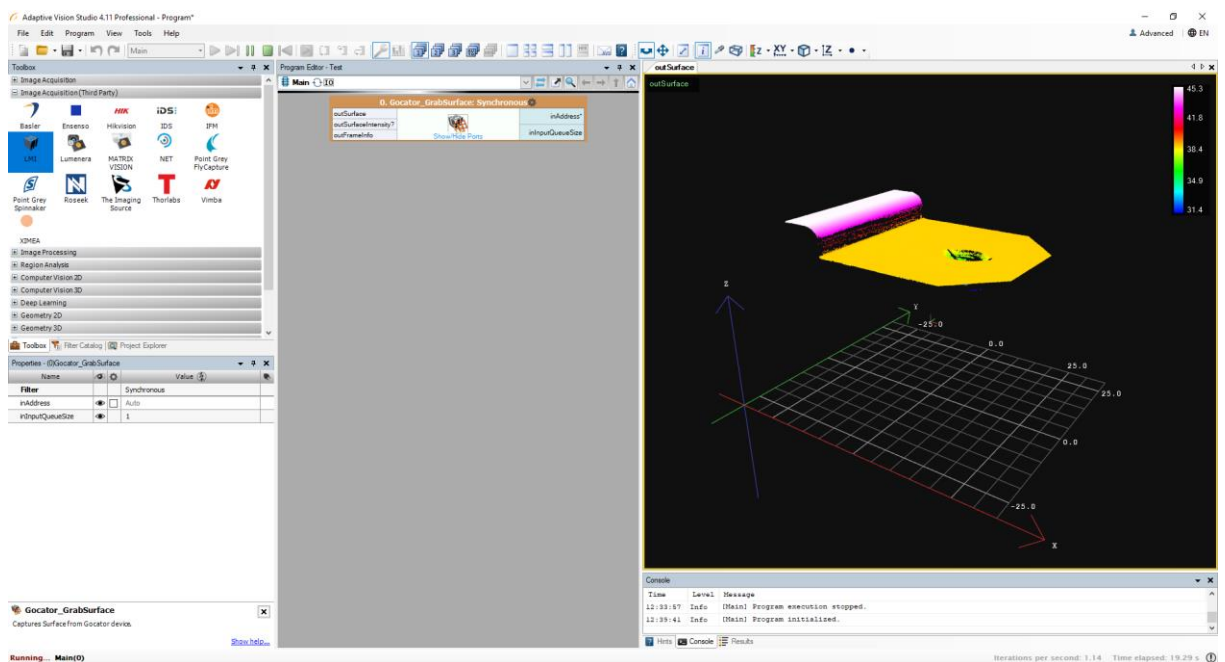 Adaptive Vision Studio 4.11 Professional - Program*
File Edit Program View Tools Help
Advanced EN
Main
Z XY Z
Toolbox
Image Acquisition
Image Acquisition (Third Party)
HIK iDS: ifm
Basler Ensenso Hikvision IDS IFM
LMI Lumenera MATRIX VISION NET Point Grey FlyCapture
Point Grey Spinnaker Roseek The Imaging Source Thorlabs Vimba
XIMEA
Image Processing
Region Analysis
Computer Vision 2D
Computer Vision 3D
Deep Learning
Geometry 2D
Geometry 3D
Toolbox Filter Catalog Project Explorer
Properties - (0)Gocator_GrabSurface
Name Value
Filter Synchronous
inAddress Auto
inInputQueueSize 1
Gocator_GrabSurface
Captures Surface from Gocator device.
Show help...
Program Editor - Test
Main IO
0. Gocator_GrabSurface: Synchronous
outSurface inAddress*
outSurfaceIntensity?
outFrameInfo Show/Hide Ports inInputQueueSize
outSurface
outSurface
45.3
41.8
38.4
34.9
31.4
Z
Y
-25.0
0.0
25.0
25.0
0.0
-25.0
X
Console
Time Level Message
12:33:57 Info [Main] Program execution stopped.
12:39:41 Info [Main] Program initialized.
Hints Console Results
Running... Main(0) Iterations per second: 1.14 Time elapsed: 19.29 s